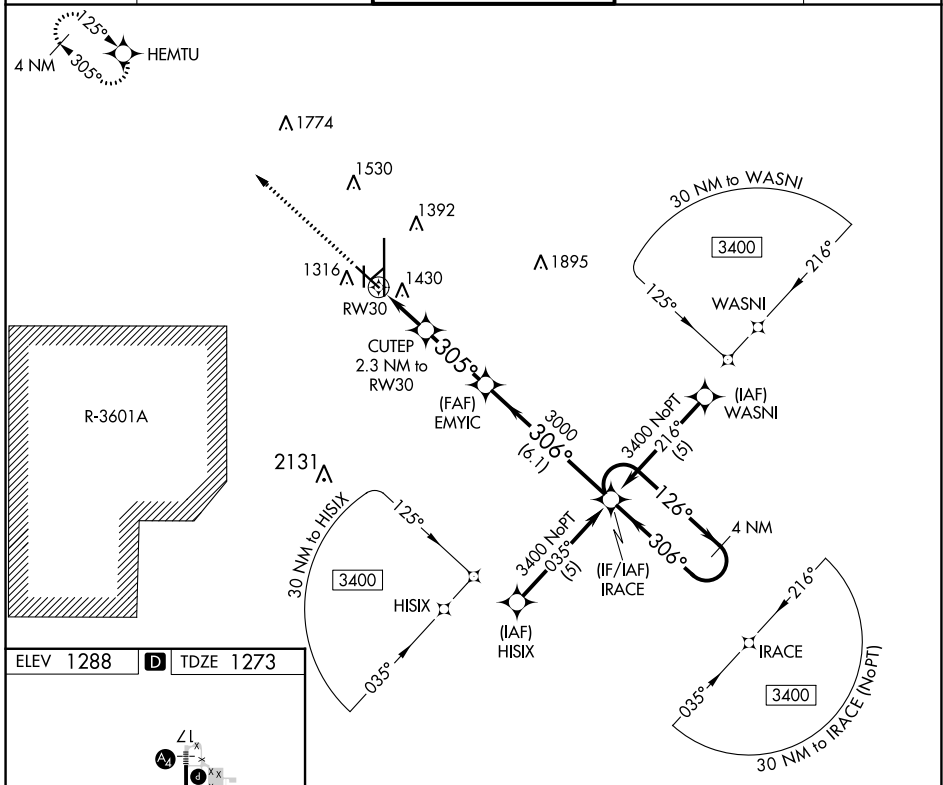 125°
305°
4 NM
HEMTU
1774
1530
1392
1316
1430
1895
RW30
30 NM to WASNI
3400
216°
125°
WASNI
CUTEP
2.3 NM to
RW30
305°
(FAF)
EMYIC
3000
306°
(6.1)
R-3601A
(IAF)
WASNI
3400 NoPT
216°
(5)
2131
126°
306°
4 NM
(IF/IAF)
IRACE
3400 NoPT
035°
(5)
(IAF)
HISIX
30 NM to HISIX
125°
3400
HISIX
035°
216°
IRACE
035°
3400
30 NM to IRACE (NoPT)
ELEV 1288 D TDZE 1273
17
A4
P
X
X
X X